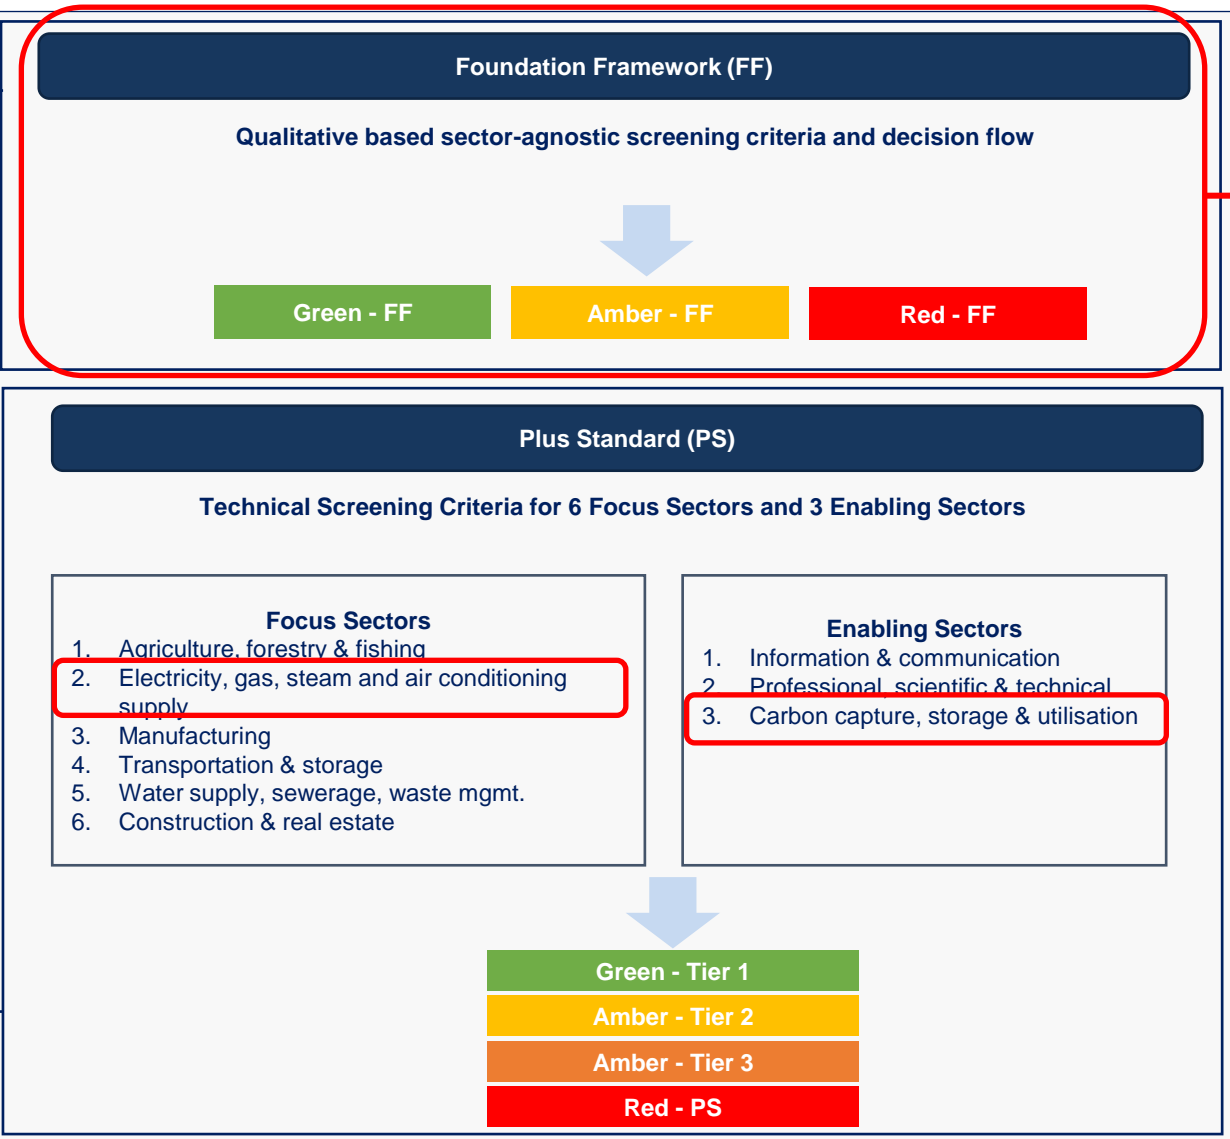 Foundation Framework (FF)
Qualitative based sector-agnostic screening criteria and decision flow
Green - FF
Amber - FF
Red - FF
Plus Standard (PS)
Technical Screening Criteria for 6 Focus Sectors and 3 Enabling Sectors
Focus Sectors
1. Agriculture, forestry & fishing
2. Electricity, gas, steam and air conditioning
supply
3. Manufacturing
4. Transportation & storage
5. Water supply, sewerage, waste mgmt.
6. Construction & real estate
Enabling Sectors
1. Information & communication
2. Professional, scientific & technical
3. Carbon capture, storage & utilisation
Green - Tier 1
Amber - Tier 2
Amber - Tier 3
Red - PS